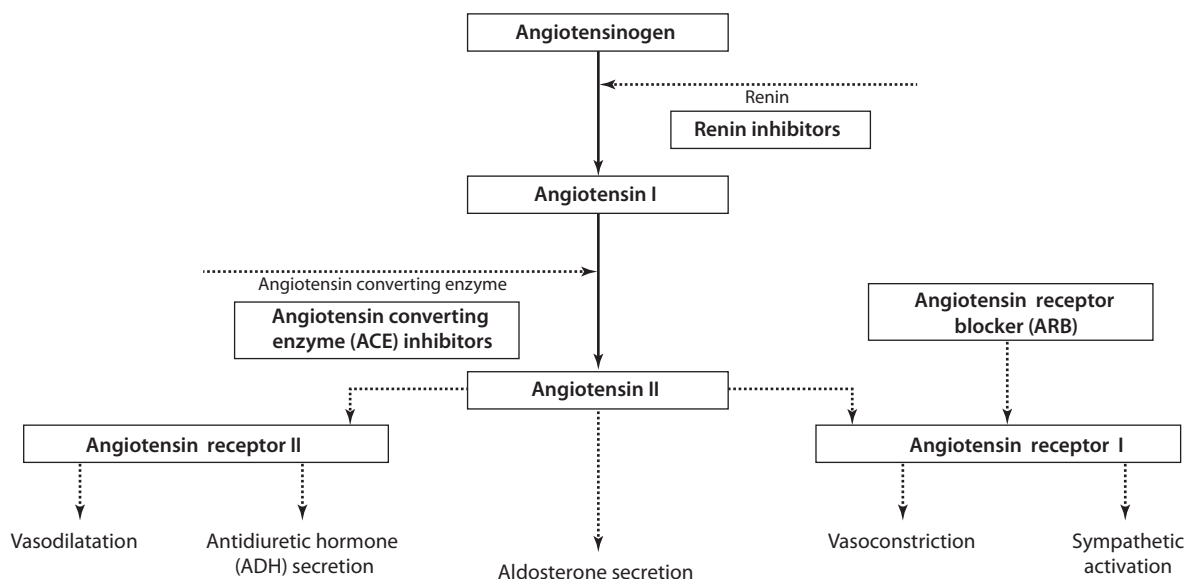 Angiotensinogen
Renin
Renin inhibitors
Angiotensin I
Angiotensin converting enzyme
Angiotensin converting
enzyme (ACE) inhibitors
Angiotensin receptor
blocker (ARB)
Angiotensin II
Angiotensin receptor II
Angiotensin receptor I
Vasodilatation
Antidiuretic hormone
(ADH) secretion
Aldosterone secretion
Vasoconstriction
Sympathetic
activation